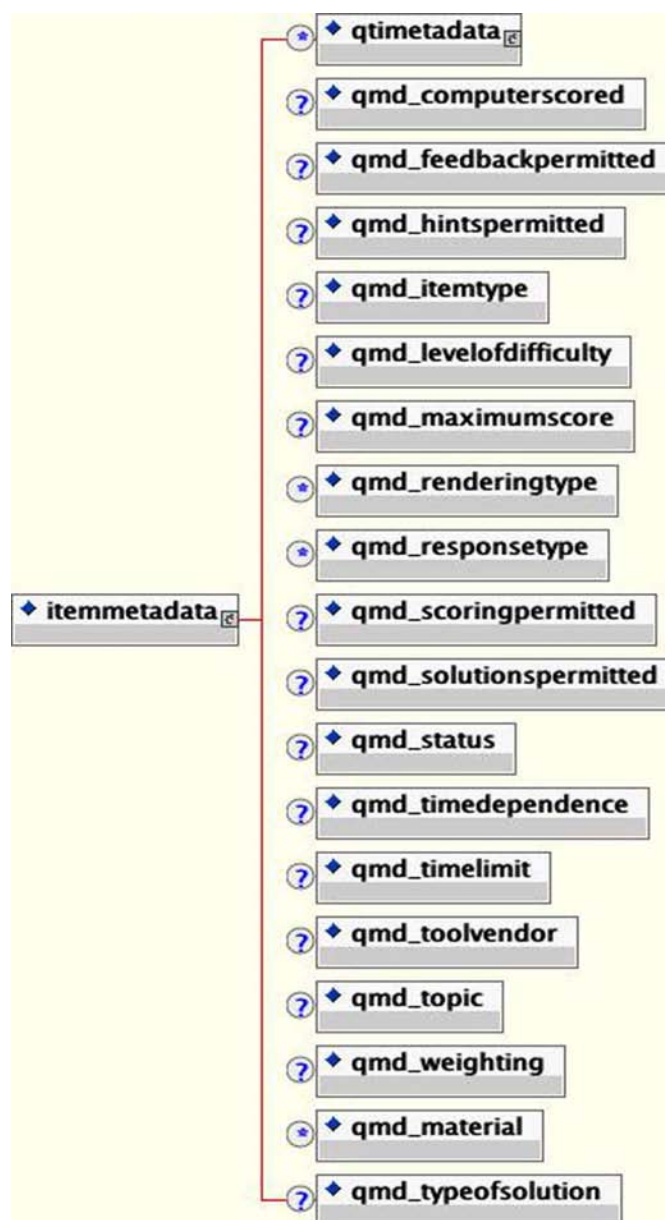 * qtimetadata
? qmd_computerscored
? qmd_feedbackpermitted
? qmd_hintspermitted
? qmd_itemtype
? qmd_levelofdifficulty
? qmd_maximumscore
* qmd_renderingtype
* qmd_responsetype
itemmetadata
? qmd_scoringpermitted
? qmd_solutionspermitted
? qmd_status
? qmd_timedependence
? qmd_timelimit
? qmd_toolvendor
? qmd_topic
? qmd_weighting
* qmd_material
? qmd_typeofsolution